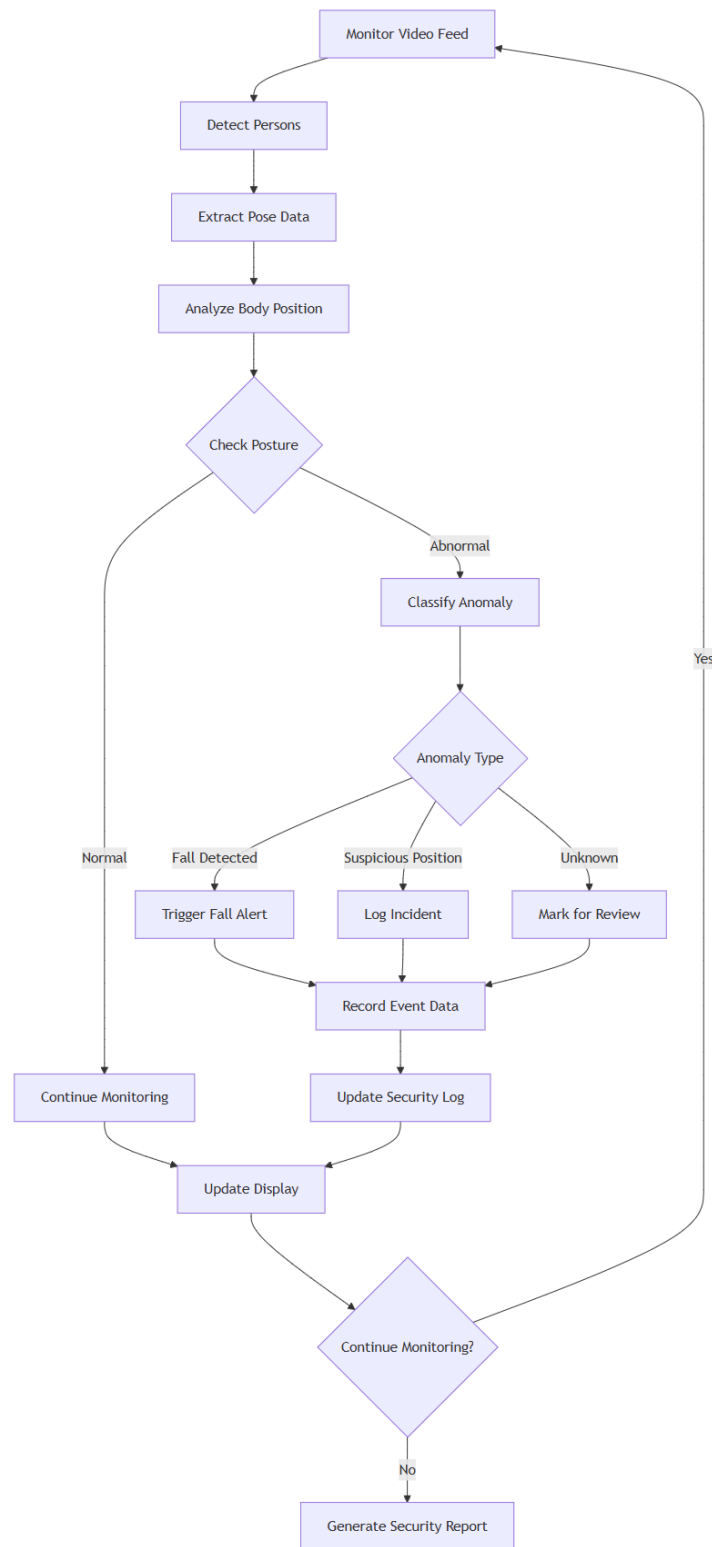 Monitor Video Feed
Detect Persons
Extract Pose Data
Analyze Body Position
Check Posture
Abnormal
Classify Anomaly
Yes
Anomaly Type
Normal
Fall Detected
Suspicious Position
Unknown
Trigger Fall Alert
Log Incident
Mark for Review
Record Event Data
Continue Monitoring
Update Security Log
Update Display
Continue Monitoring?
No
Generate Security Report